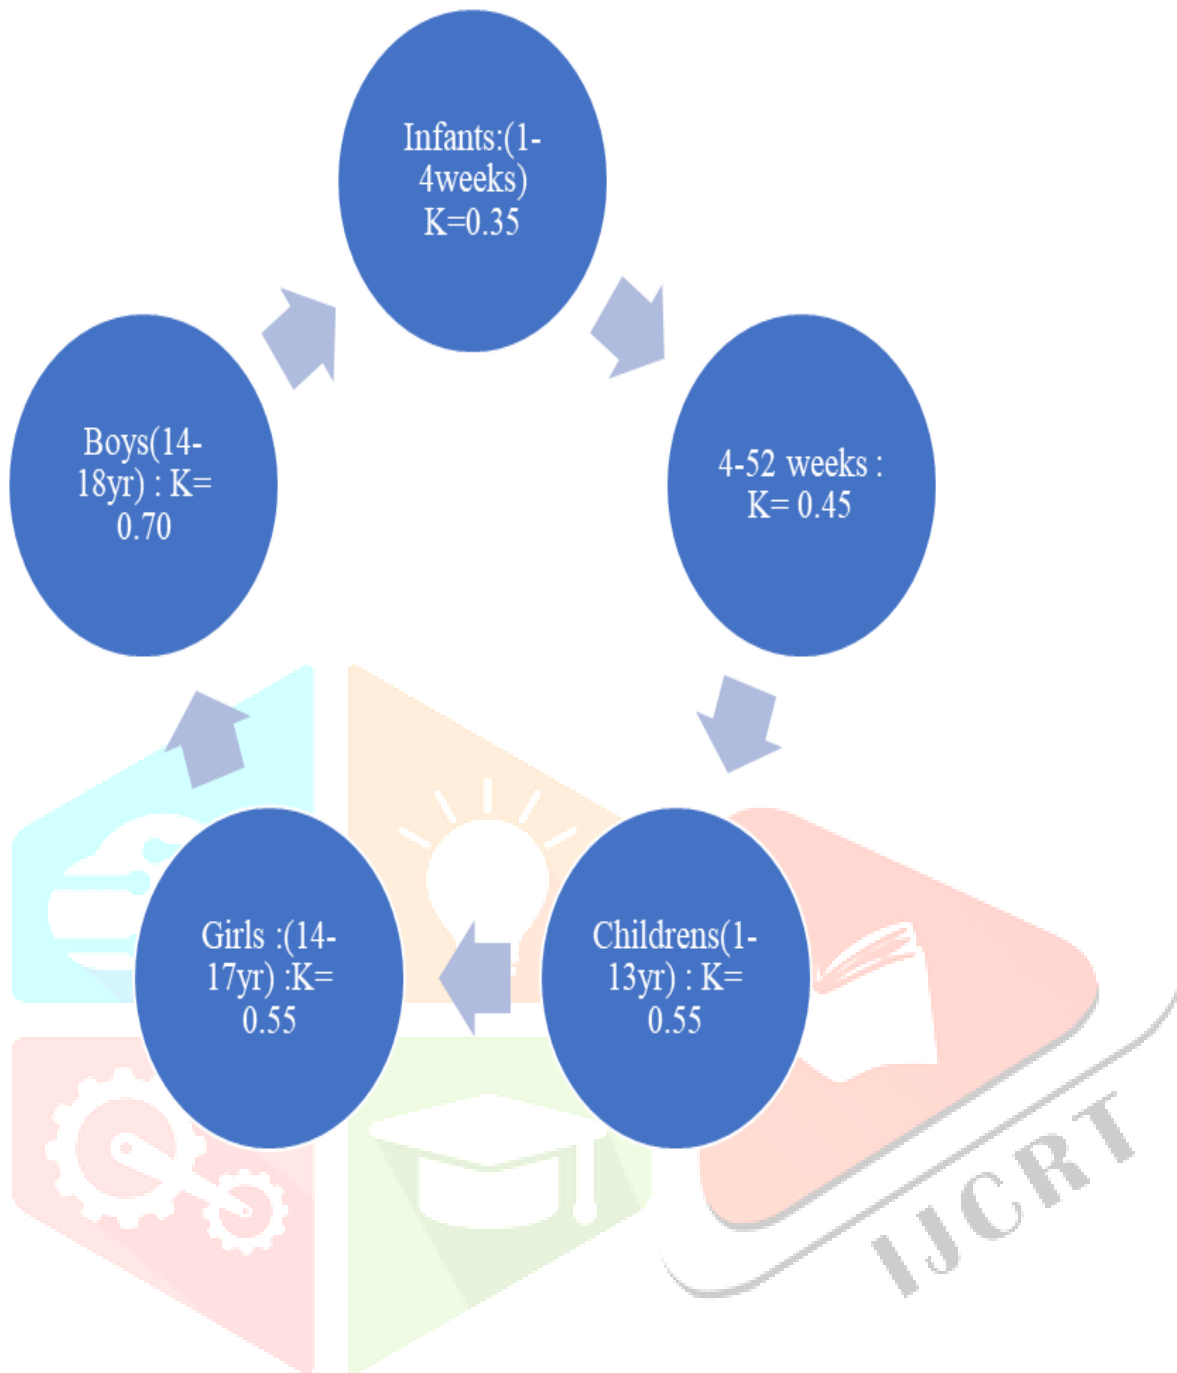 Infants:(1-
4weeks)
K=0.35
4-52 weeks :
K= 0.45
Childrens(1-
13yr) : K=
0.55
Girls :(14-
17yr) :K=
0.55
Boys(14-
18yr) : K=
0.70
IJCRT